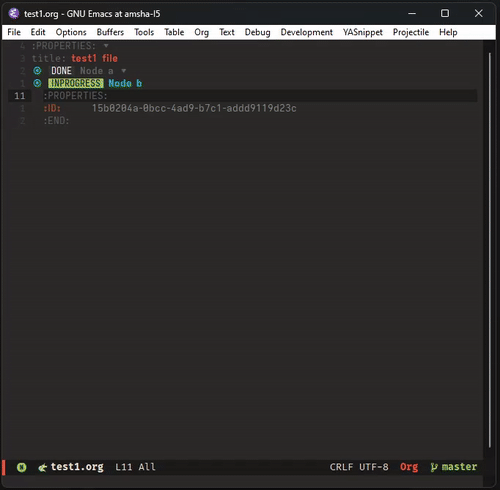 test1.org - GNU Emacs at amsha-l5
File Edit Options Buffers Tools Table Org Text Debug Development YASnippet Projectile Help
4 :PROPERTIES: ▼
3 title: test1 file
2 DONE Node a ▼
1 INPROGRESS Node b
11 :PROPERTIES:
1 :ID: 15b0204a-0bcc-4ad9-b7c1-addd9119d23c
2 :END:
N test1.org L11 All CRLF UTF-8 Org master